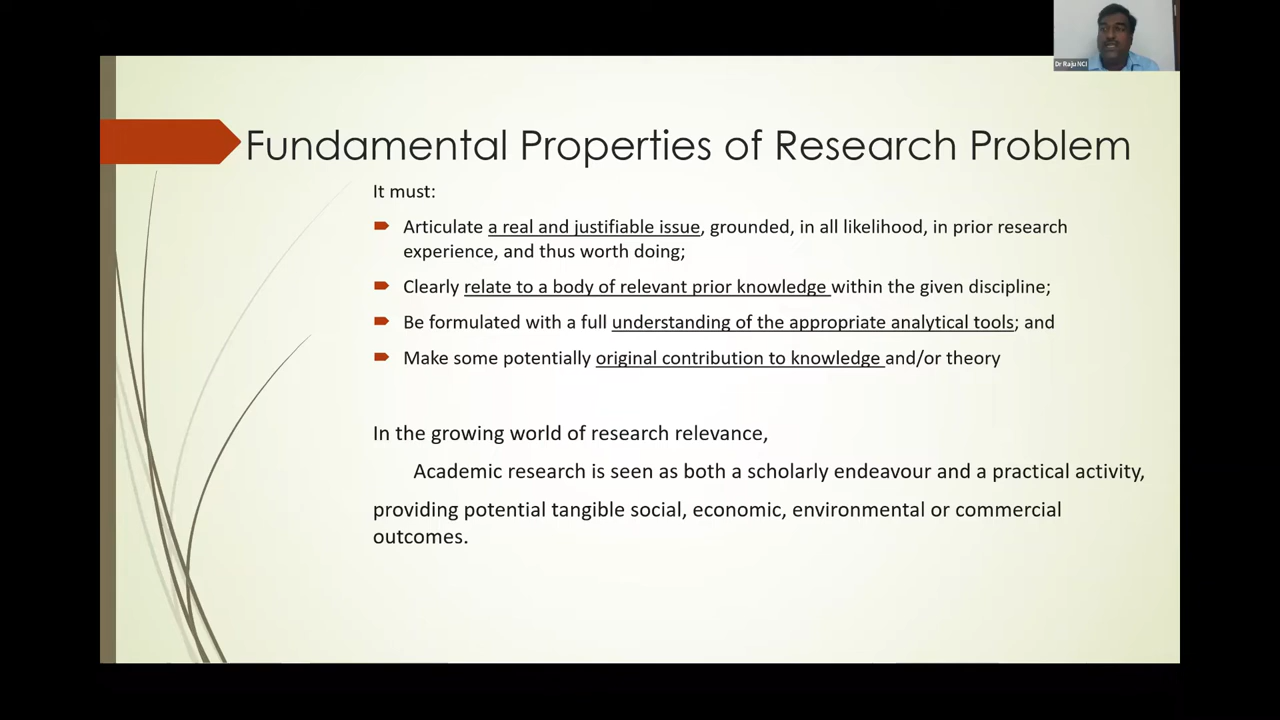 Dr Raju NCI
Fundamental Properties of Research Problem
It must:
Articulate a real and justifiable issue, grounded, in all likelihood, in prior research
experience, and thus worth doing;
Clearly relate to a body of relevant prior knowledge within the given discipline;
Be formulated with a full understanding of the appropriate analytical tools; and
Make some potentially original contribution to knowledge and/or theory
In the growing world of research relevance,
Academic research is seen as both a scholarly endeavour and a practical activity,
providing potential tangible social, economic, environmental or commercial
outcomes.